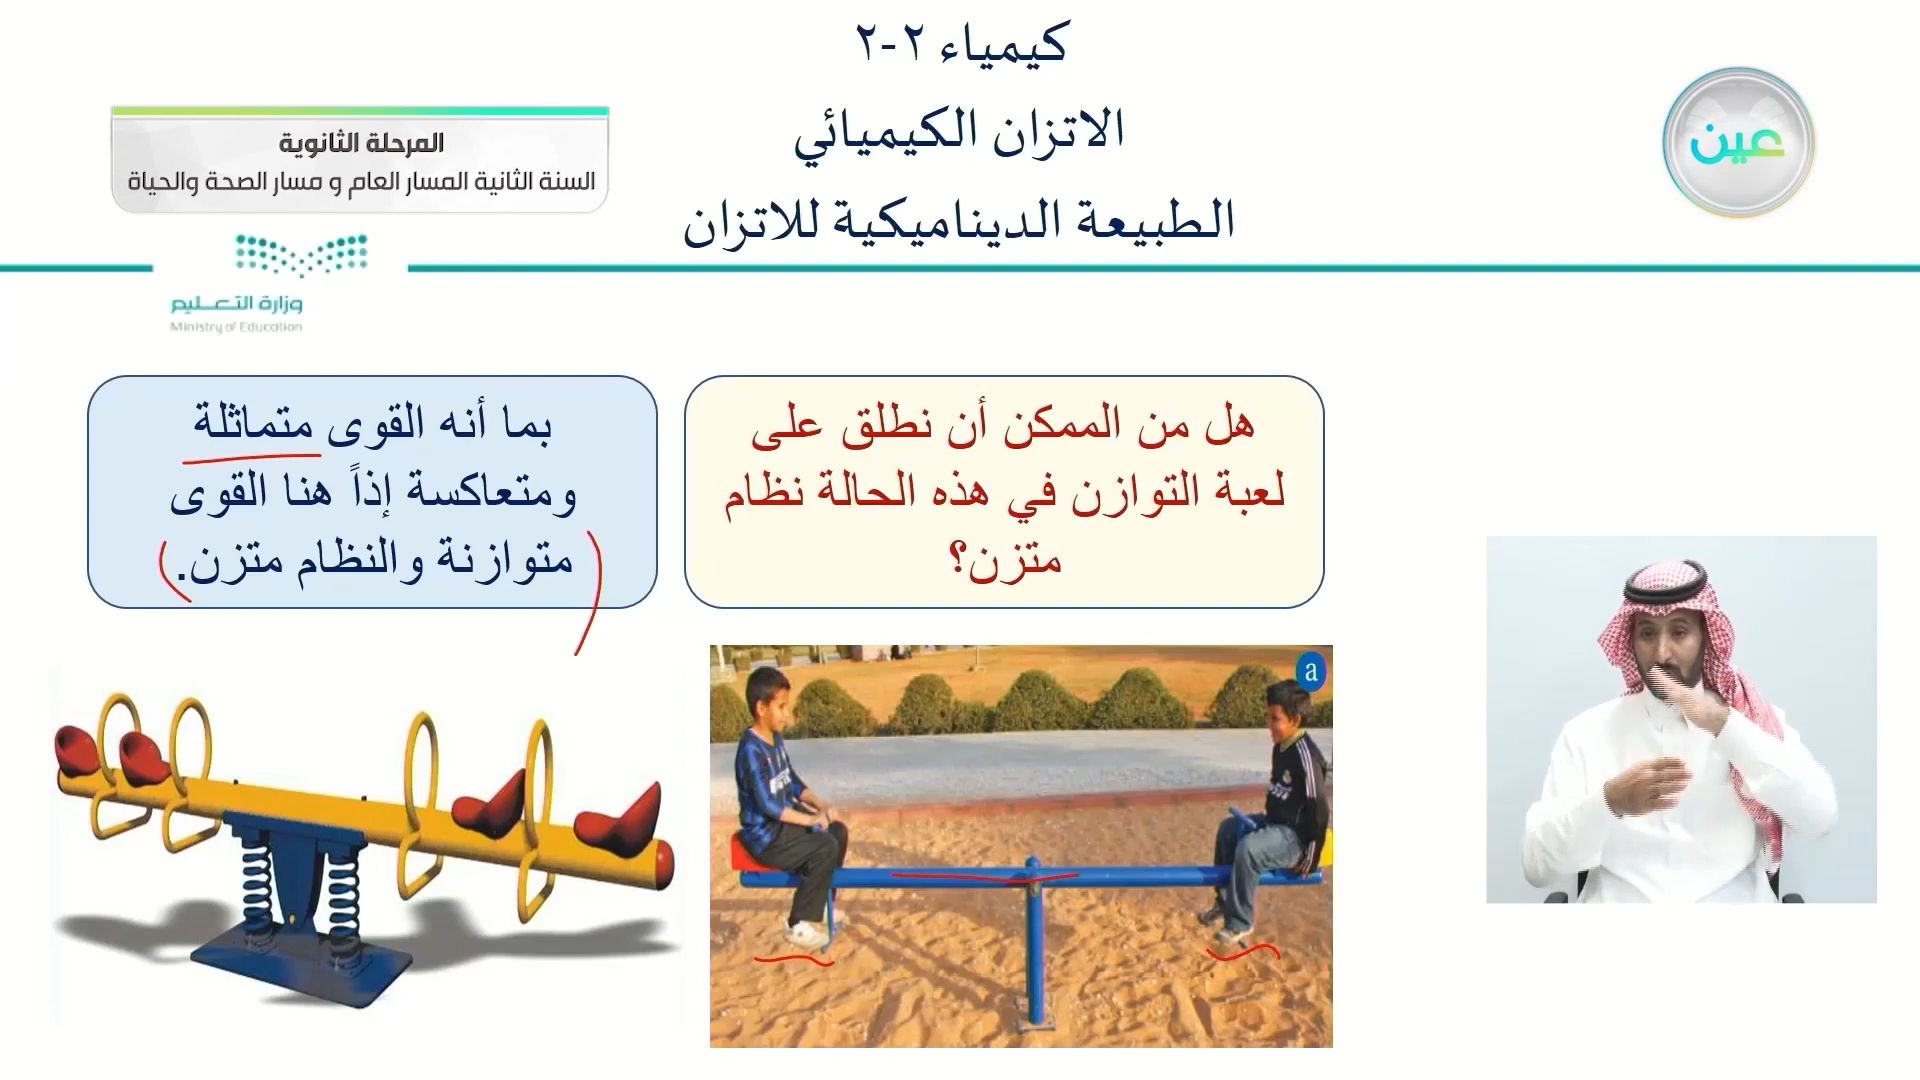 كيمياء ٢-٢
الاتزان الكيميائي
الطبيعة الديناميكية للاتزان
عين
المرحلة الثانوية
السنة الثانية المسار العام و مسار الصحة والحياة
وزارة التعليم
Ministry of Education
هل من الممكن أن نطلق على
لعبة التوازن في هذه الحالة نظام
متزن؟
بما أنه القوى متماثلة
ومتعاكسة إذاً هنا القوى
متوازنة والنظام متزن.
a